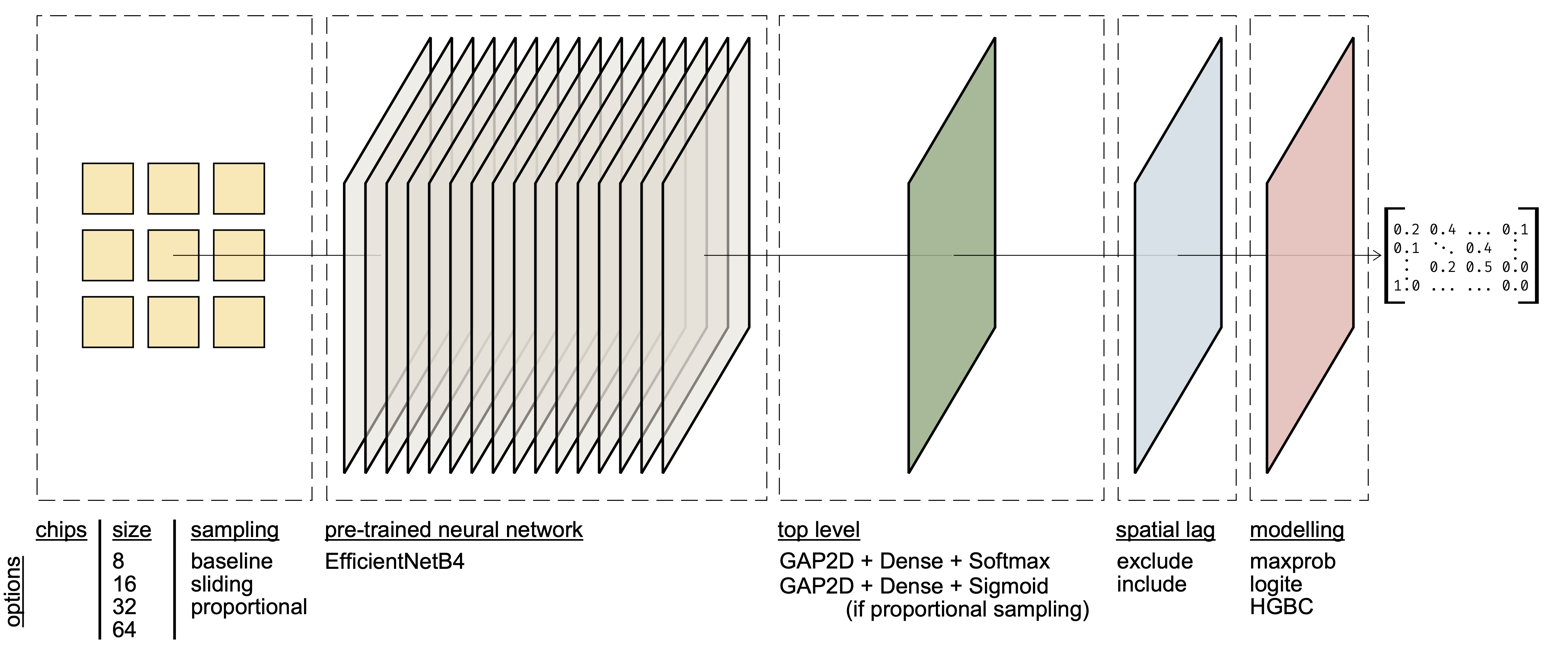 0.2 0.4 ... 0.1
0.1 ⋱ 0.4 ⋮
⋮ 0.2 0.5 0.0
1.0 ... ... 0.0
chips
size
sampling
pre-trained neural network
top level
spatial lag
modelling
options
8
16
32
64
baseline
sliding
proportional
EfficientNetB4
GAP2D + Dense + Softmax
GAP2D + Dense + Sigmoid
(if proportional sampling)
exclude
include
maxprob
logite
HGBC